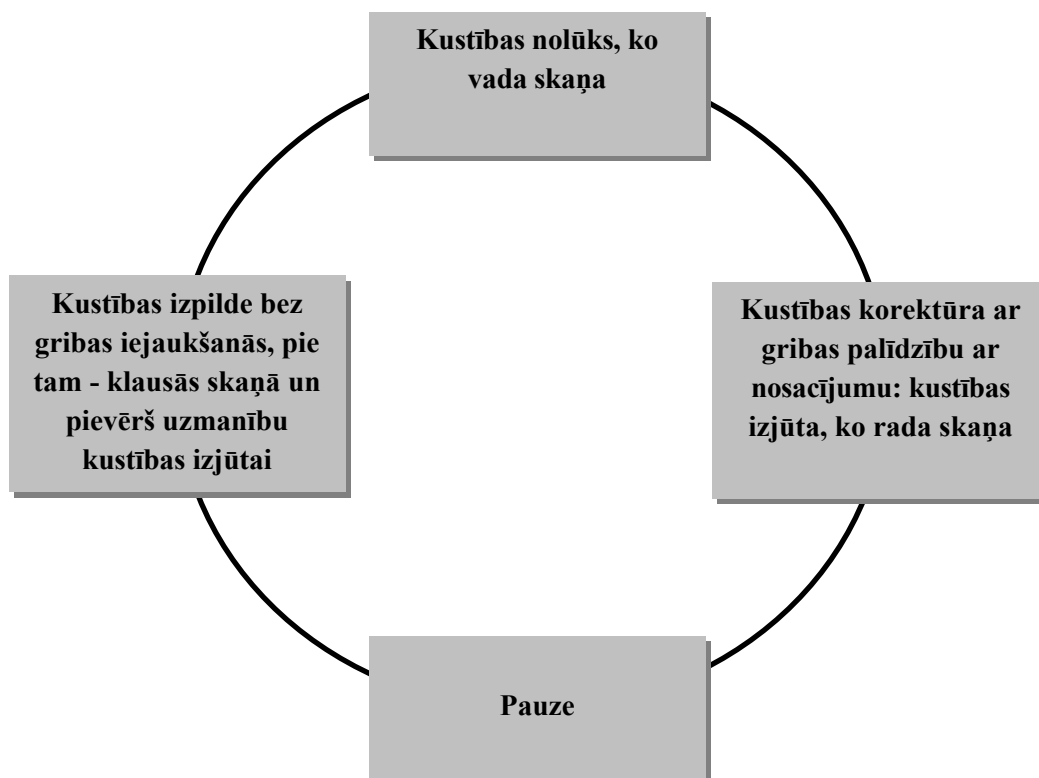 Kustības nolūks, ko
vada skaņa
Kustības izpilde bez
gribas iejaukšanās, pie
tam - klausās skaņā un
pievērš uzmanību
kustības izjūtai
Kustības korektūra ar
gribas palīdzību ar
nosacījumu: kustības
izjūta, ko rada skaņa
Pauze